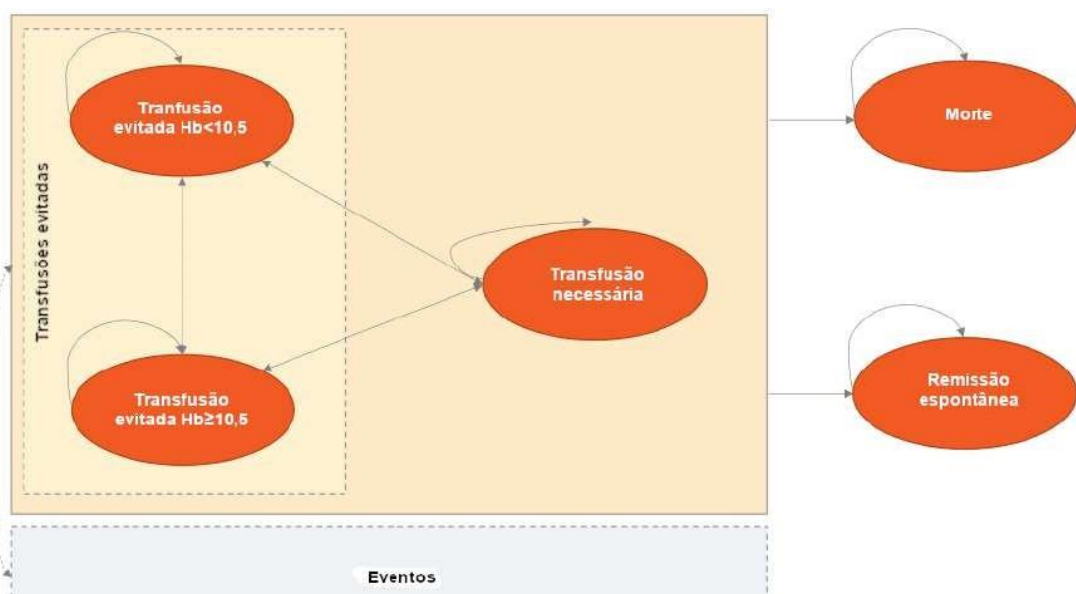 Tranfusão
evitada Hb<10,5
Morte
Transfusões evitadas
Transfusão
necessária
Transfusão
evitada Hb≥10,5
Remissão
espontânea
Eventos